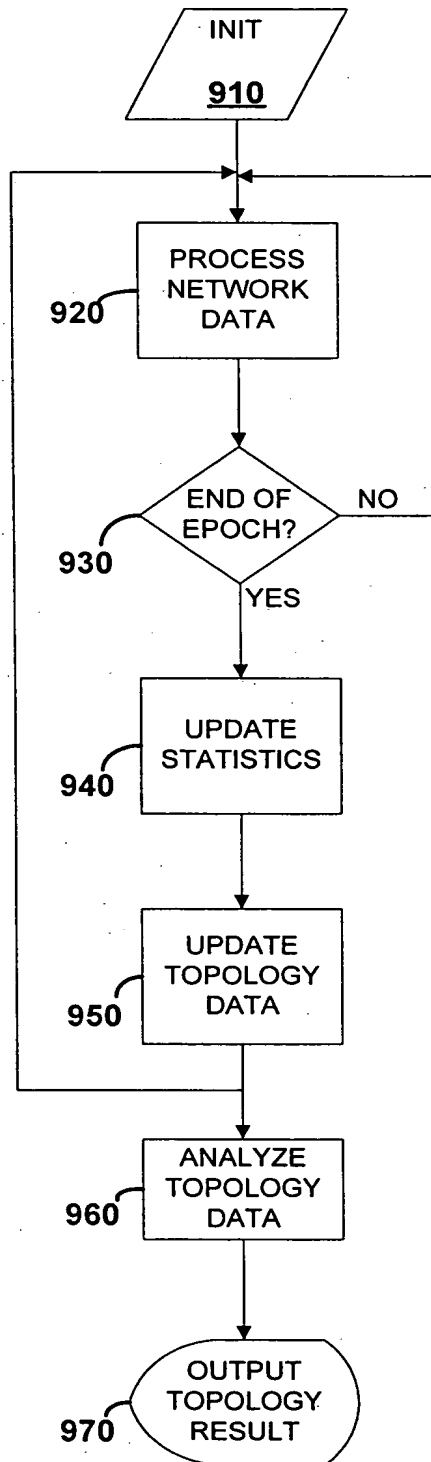 INIT
910
PROCESS
NETWORK
DATA
920
END OF
EPOCH?
NO
930
YES
UPDATE
STATISTICS
940
UPDATE
TOPOLOGY
DATA
950
ANALYZE
TOPOLOGY
DATA
960
OUTPUT
TOPOLOGY
RESULT
970